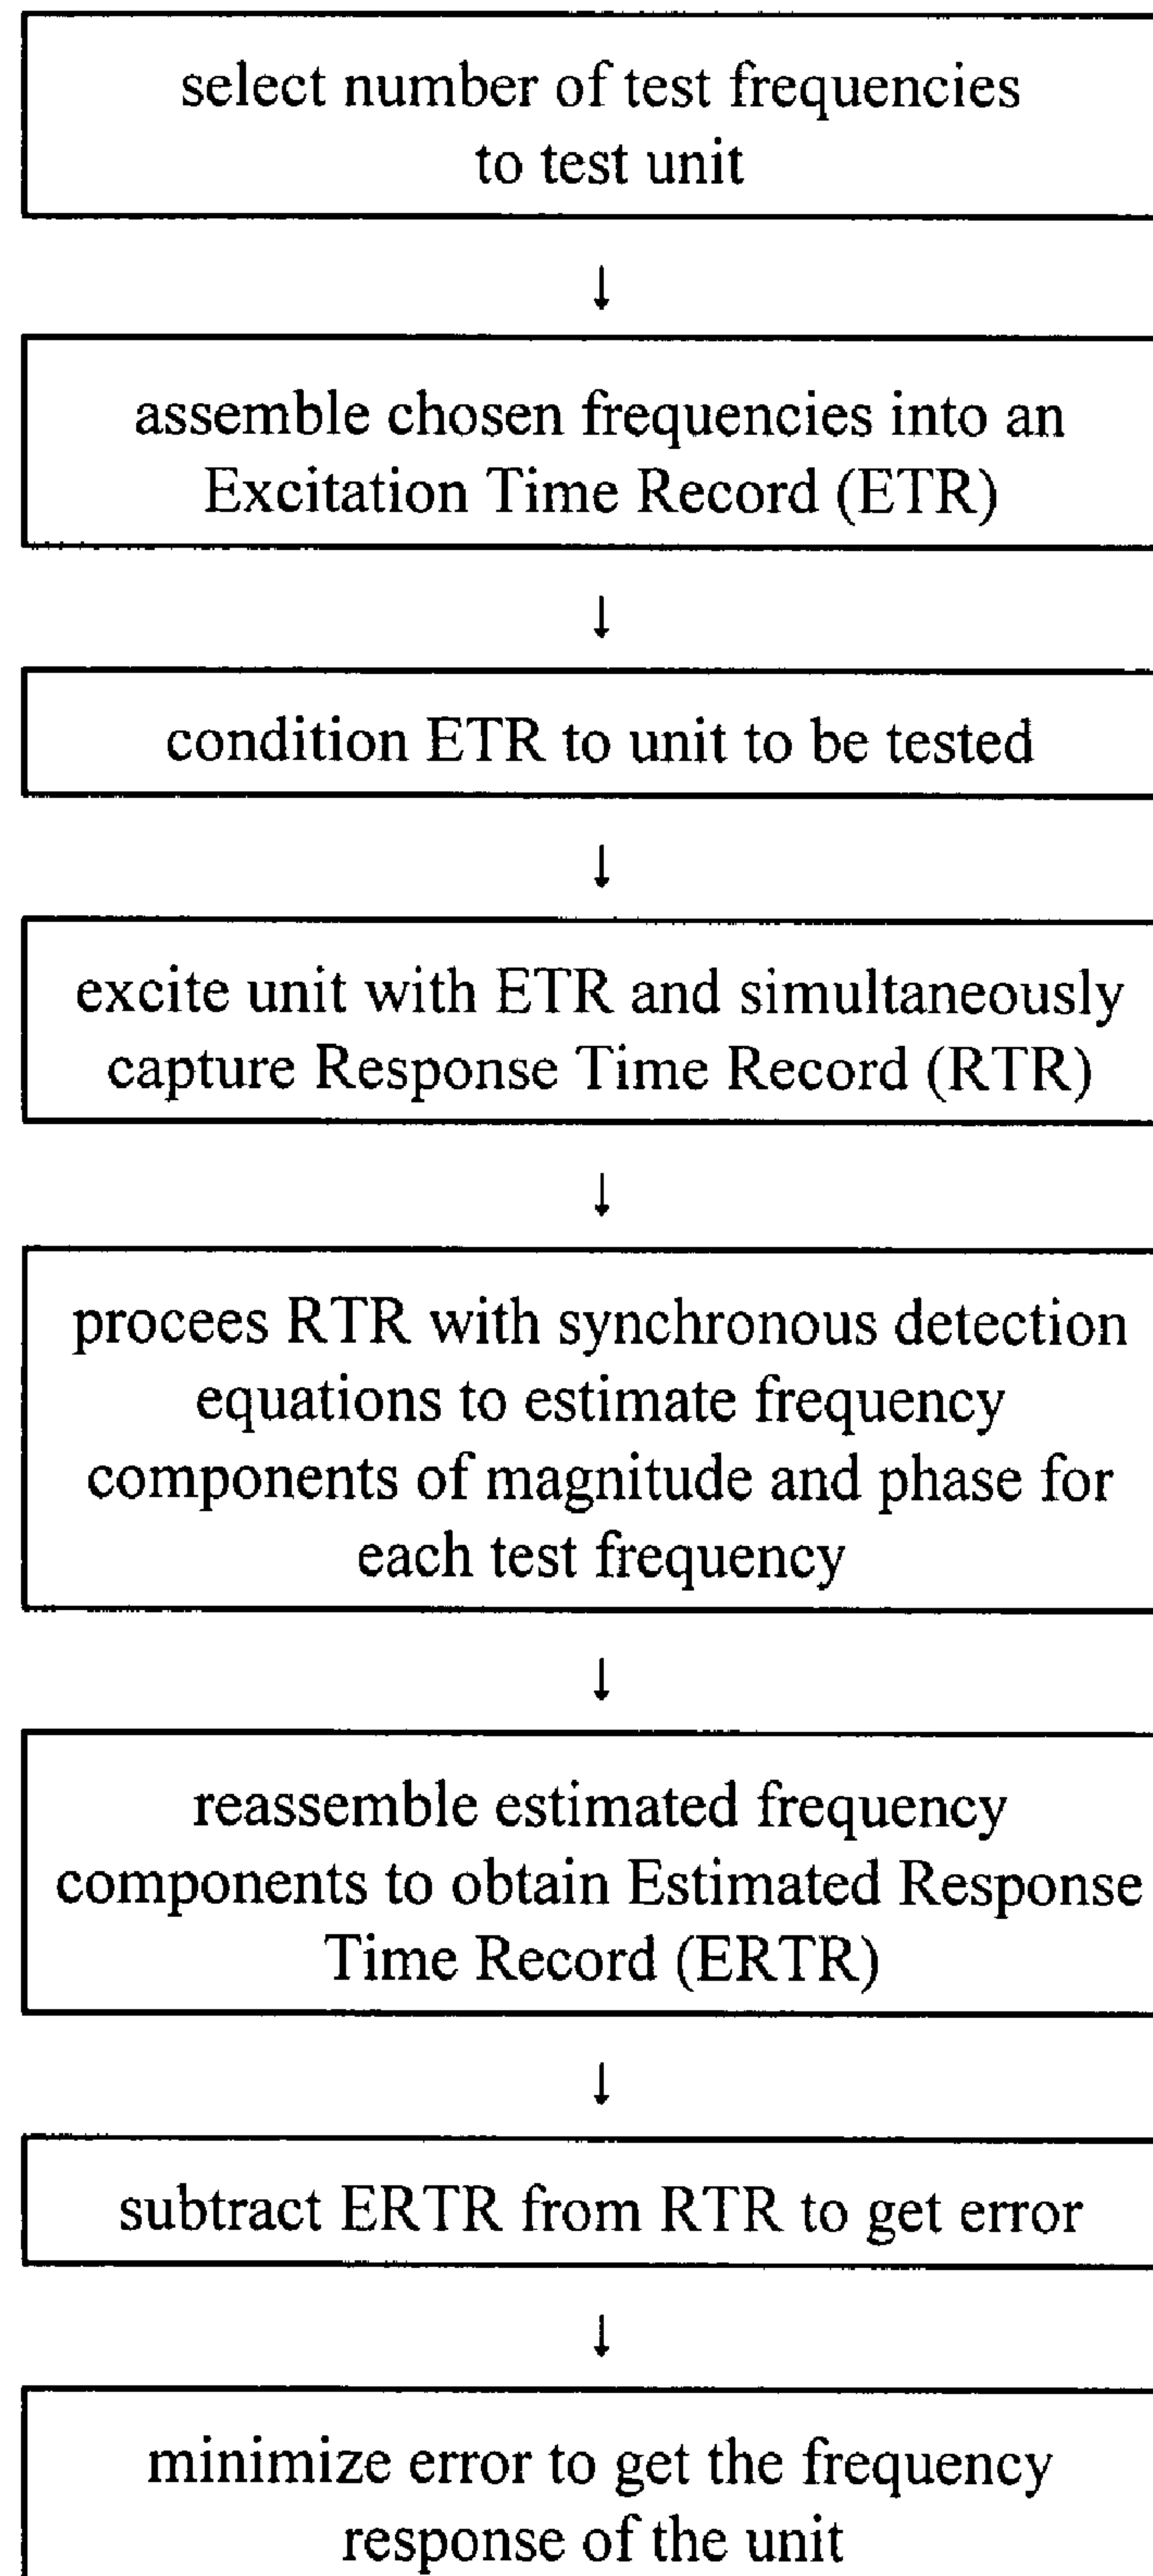 select number of test frequencies
to test unit
↓
assemble chosen frequencies into an
Excitation Time Record (ETR)
↓
condition ETR to unit to be tested
↓
excite unit with ETR and simultaneously
capture Response Time Record (RTR)
↓
procees RTR with synchronous detection
equations to estimate frequency
components of magnitude and phase for
each test frequency
↓
reassemble estimated frequency
components to obtain Estimated Response
Time Record (ERTR)
↓
subtract ERTR from RTR to get error
↓
minimize error to get the frequency
response of the unit